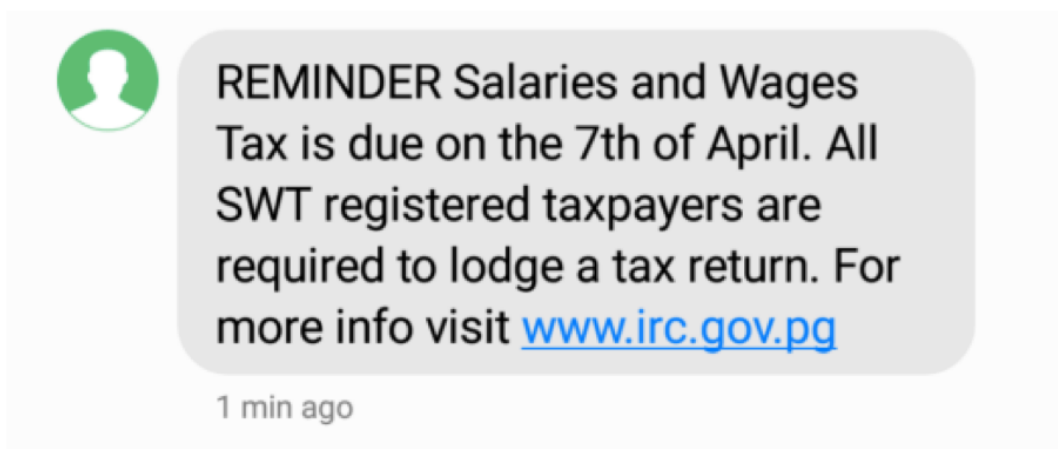 REMINDER Salaries and Wages
Tax is due on the 7th of April. All
SWT registered taxpayers are
required to lodge a tax return. For
more info visit www.irc.gov.pg
1 min ago